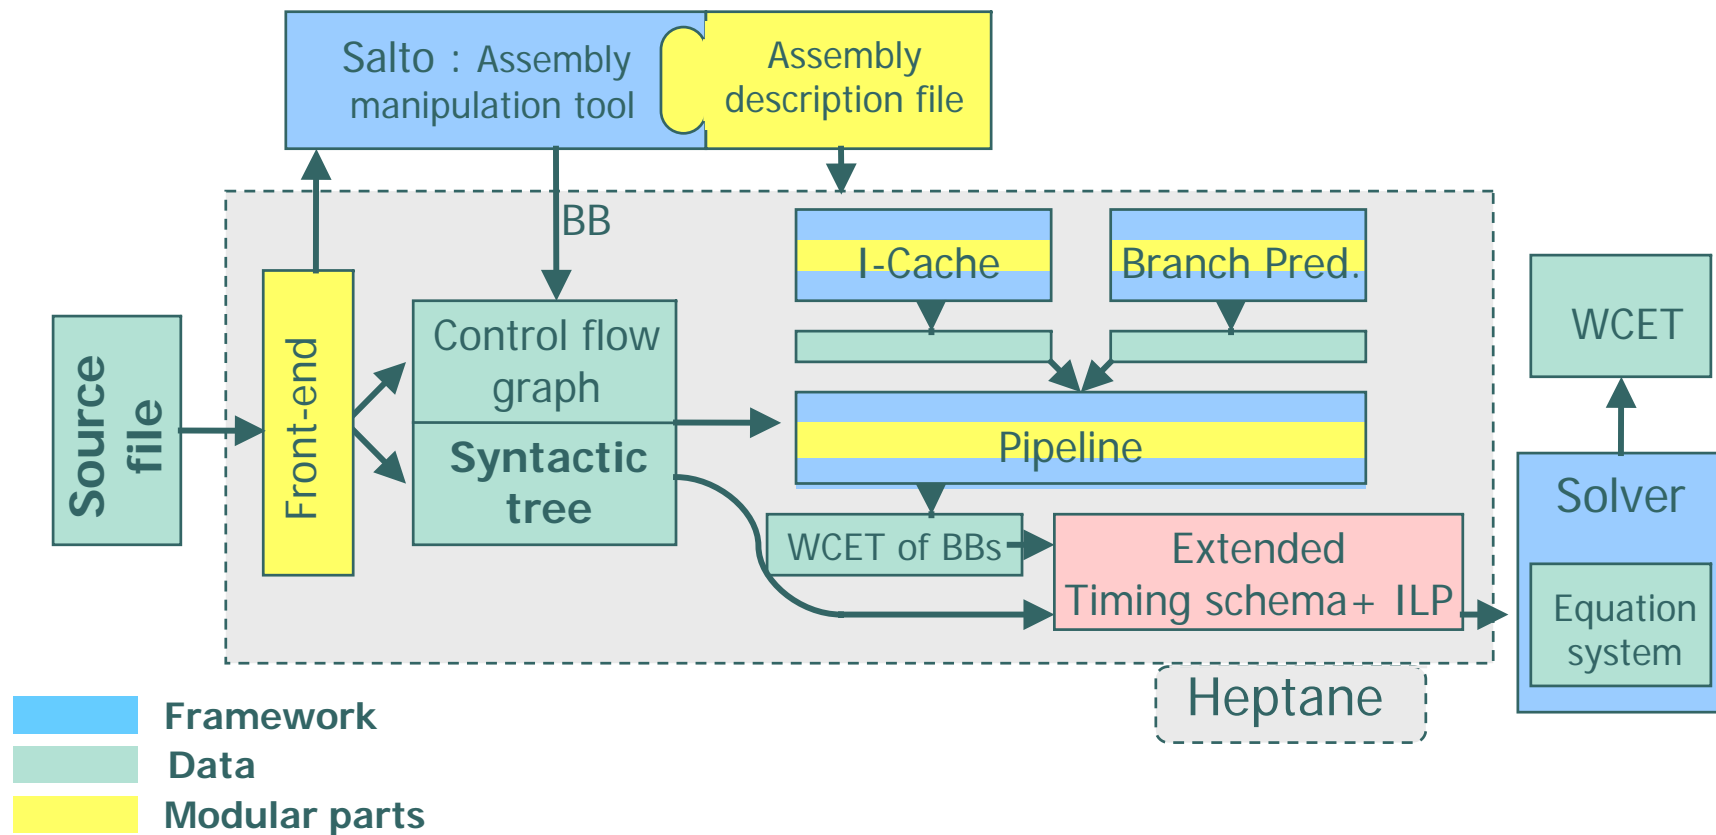 Salto : Assembly
manipulation tool
Assembly
description file
BB
I-Cache
Branch Pred.
Source
file
Front-end
Control flow
graph
Syntactic
tree
Pipeline
WCET of BBs
Extended
Timing schema+ ILP
WCET
Solver
Equation
system
Heptane
Framework
Data
Modular parts